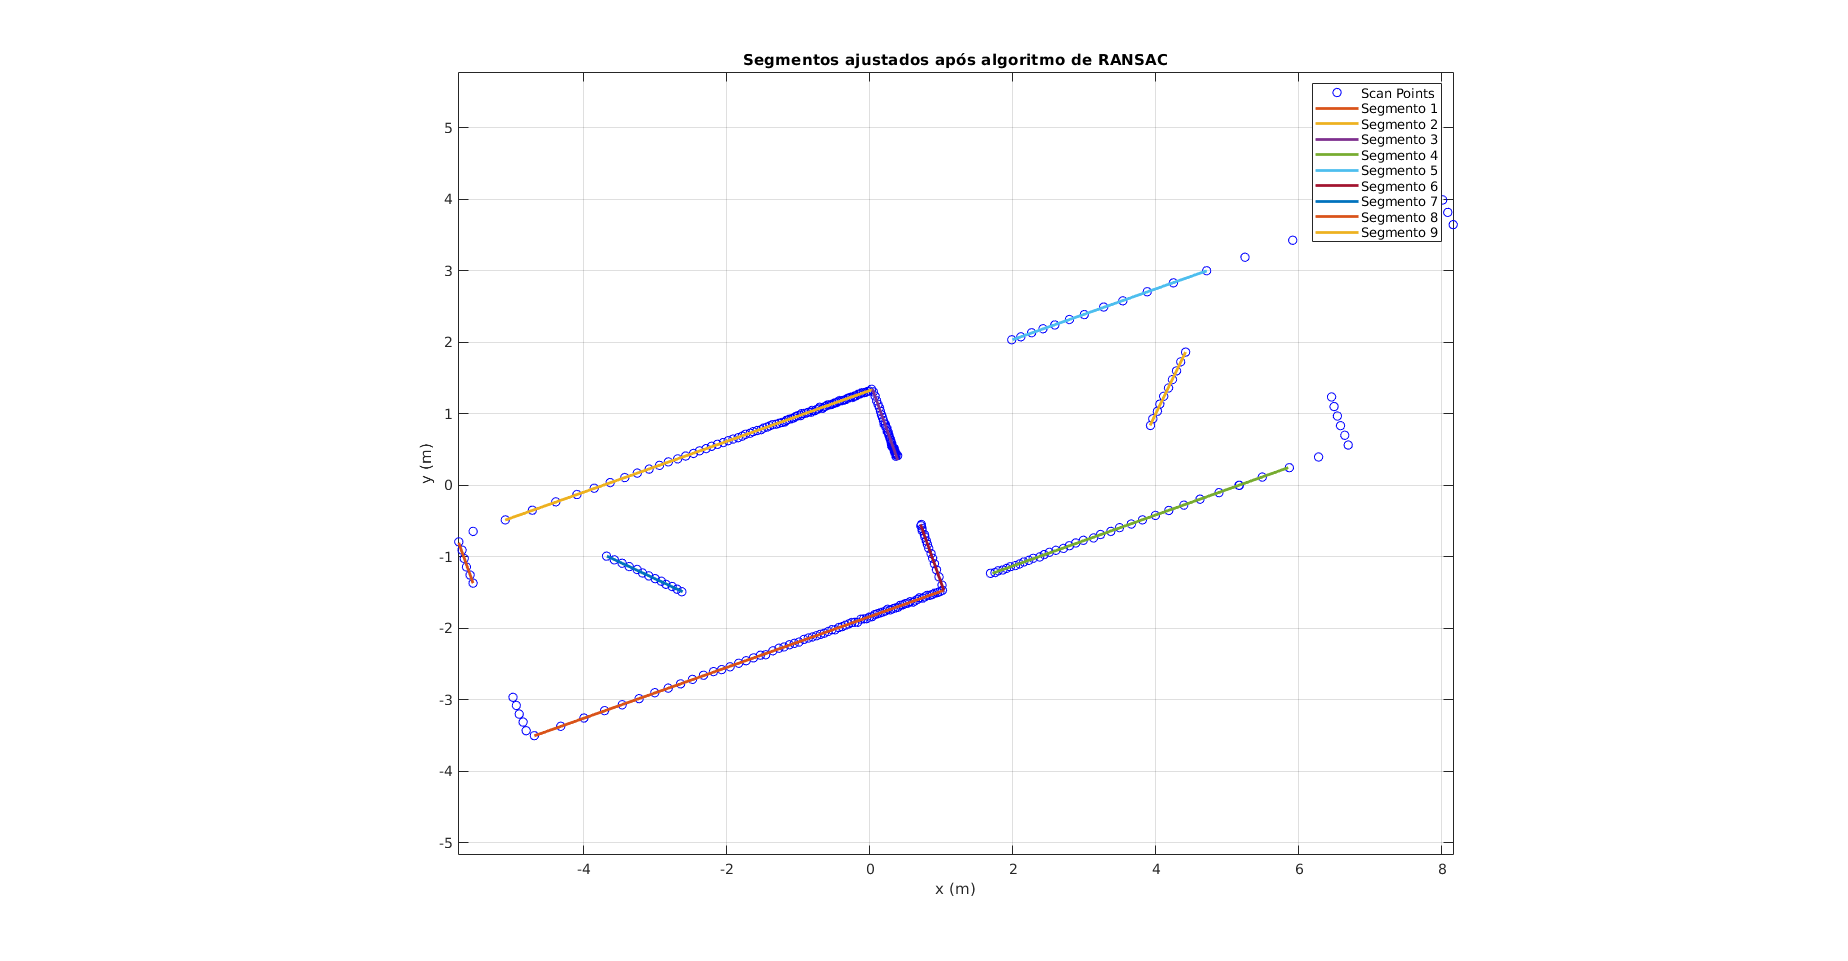 Segmentos ajustados após algoritmo de RANSAC
Scan Points
Segmento 1
Segmento 2
Segmento 3
Segmento 4
Segmento 5
Segmento 6
Segmento 7
Segmento 8
Segmento 9
5
4
3
2
1
0
-1
-2
-3
-4
-5
y (m)
-4 -2 0 2 4 6 8
x (m)